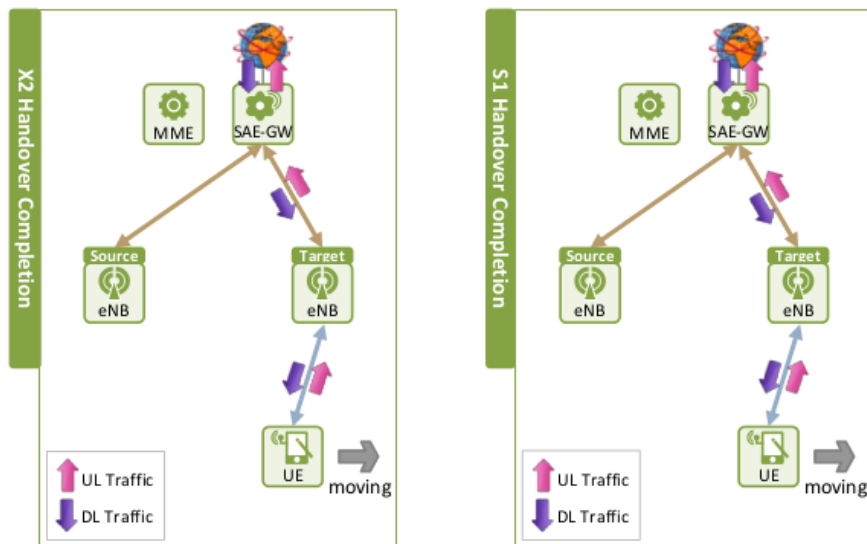 X2 Handover Completion
MME
SAE-GW
Source
eNB
Target
eNB
UE
moving
UL Traffic
DL Traffic
S1 Handover Completion
MME
SAE-GW
Source
eNB
Target
eNB
UE
moving
UL Traffic
DL Traffic